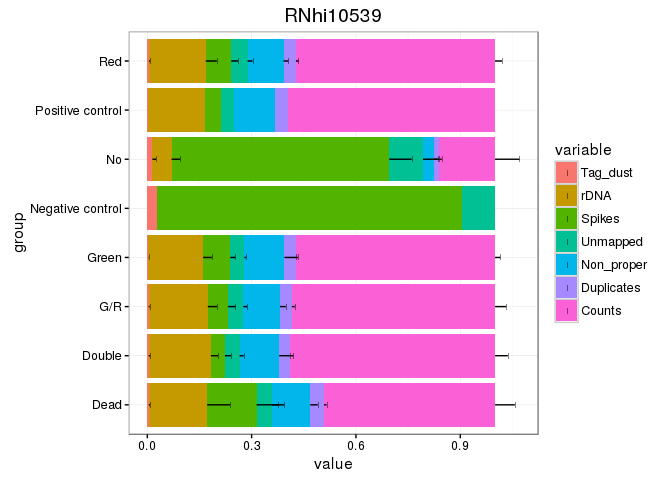 RNhi10539
group
Red
Positive control
No
Negative control
Green
G/R
Double
Dead
0.0 0.3 0.6 0.9
value
variable
Tag_dust
rDNA
Spikes
Unmapped
Non_proper
Duplicates
Counts